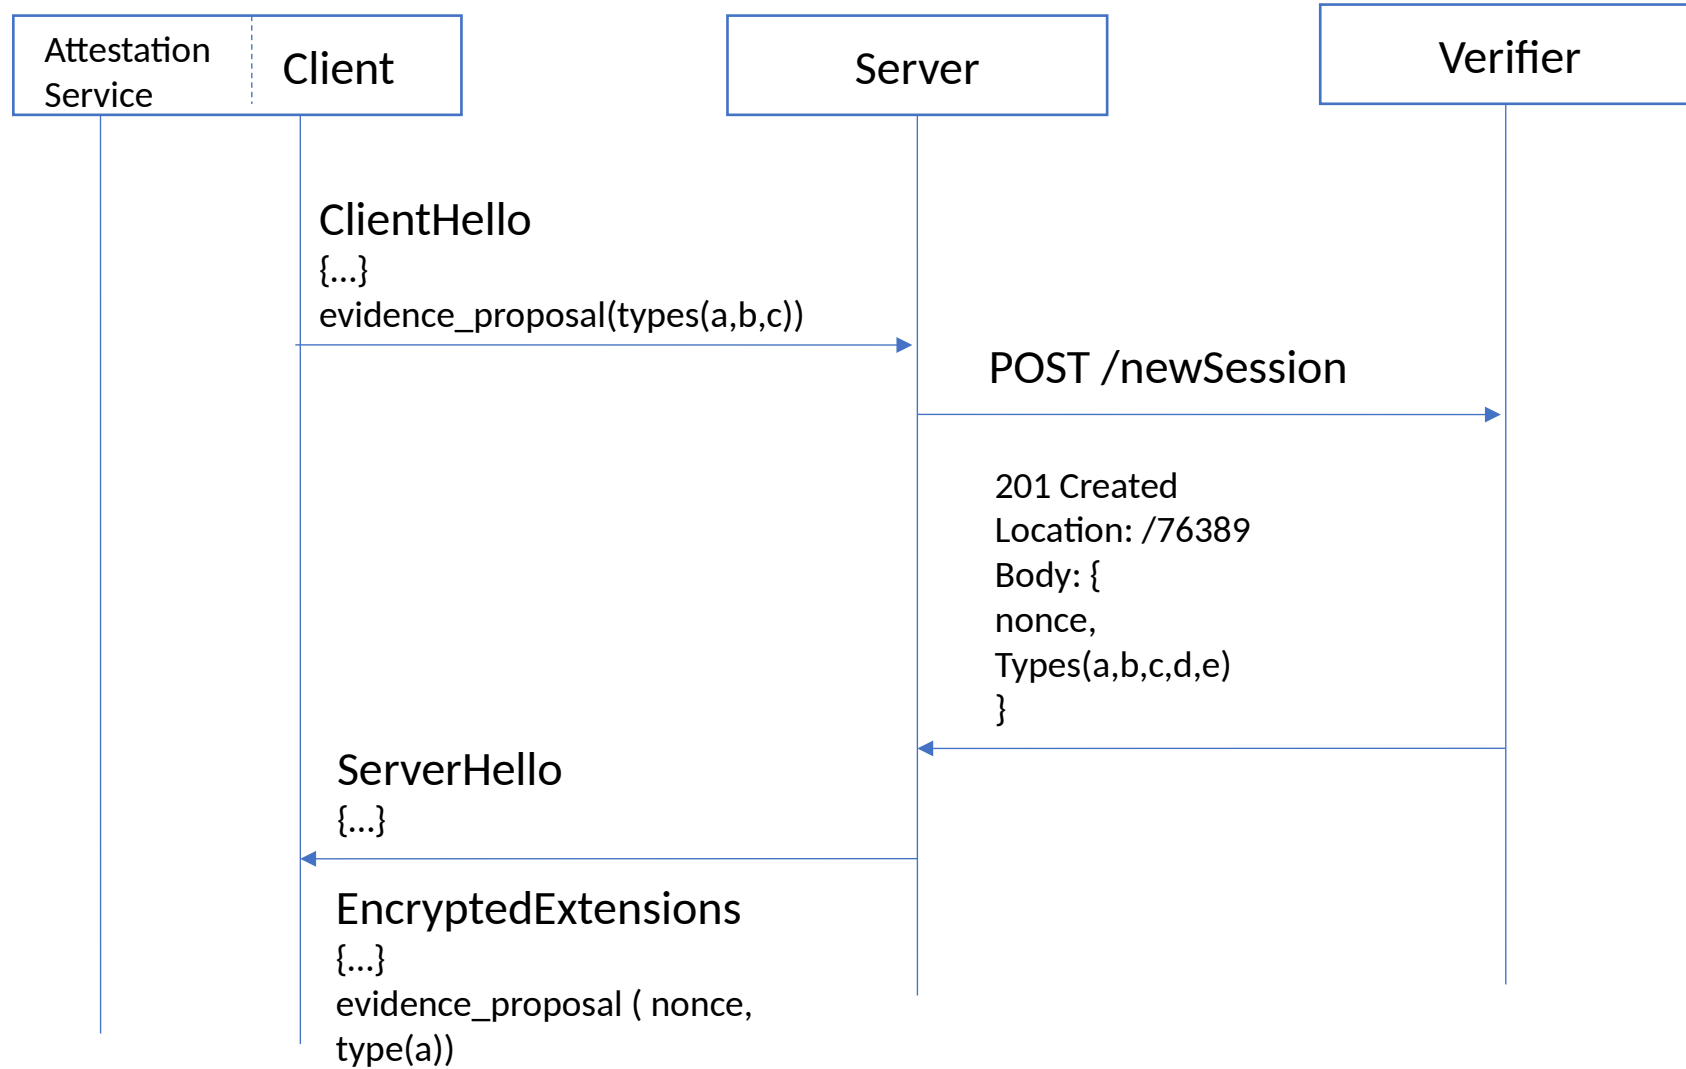 Attestation
Service
Client
Server
Verifier
ClientHello
{...}
evidence_proposal(types(a,b,c))
POST /newSession
201 Created
Location: /76389
Body: {
nonce,
Types(a,b,c,d,e)
}
ServerHello
{...}
EncryptedExtensions
{...}
evidence_proposal ( nonce,
type(a))